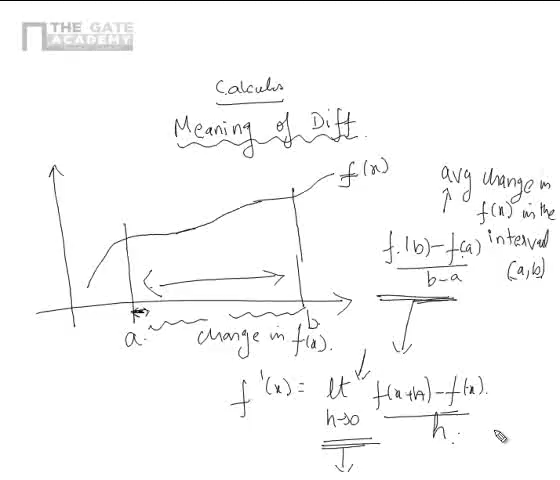 THE GATE
ACADEMY
Calculus
Meaning of Diff.
f(x)
avg change in
f(x) in the
interval
(a,b)
f(b)-f(a)
b-a
a
b
change in f(x).
f'(x) = lt f(x+h)-f(x).
h→0
h